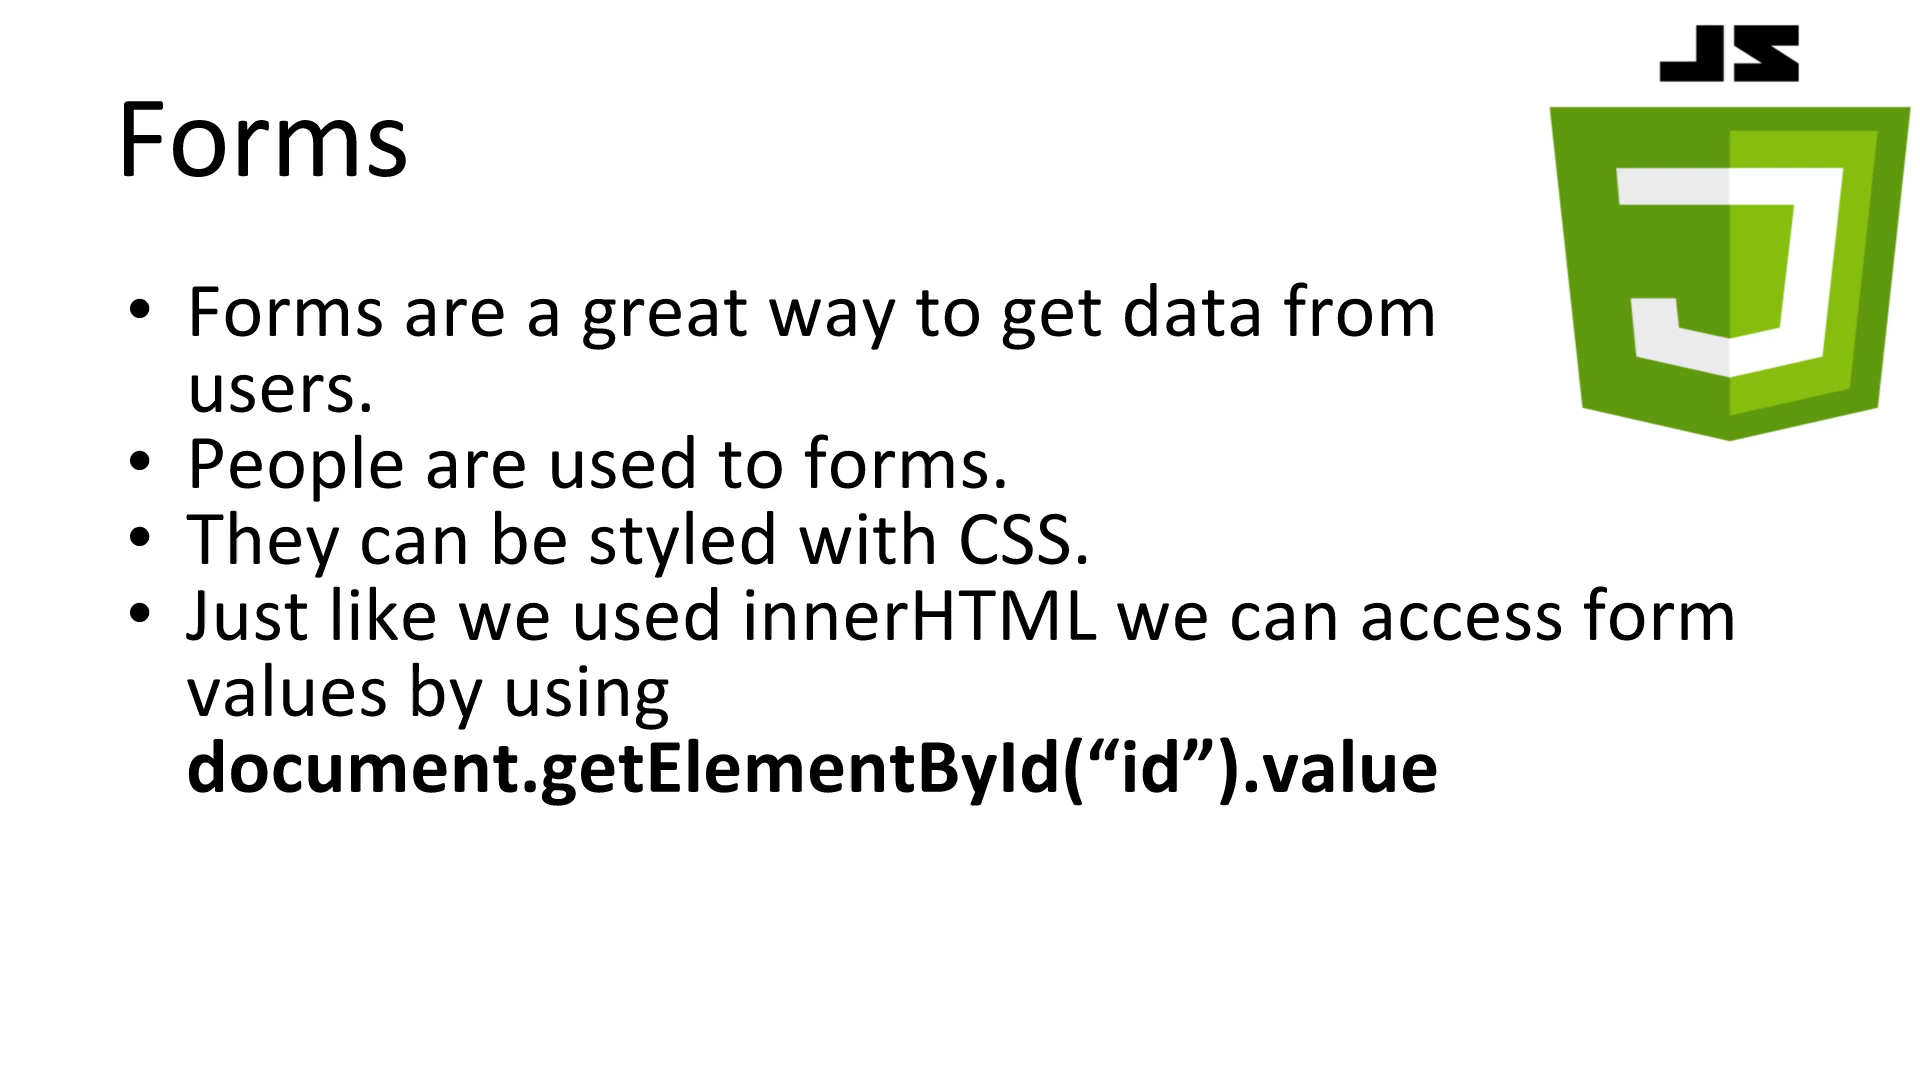 JS
Forms
• Forms are a great way to get data from
users.
• People are used to forms.
• They can be styled with CSS.
• Just like we used innerHTML we can access form
values by using
document.getElementById(“id”).value